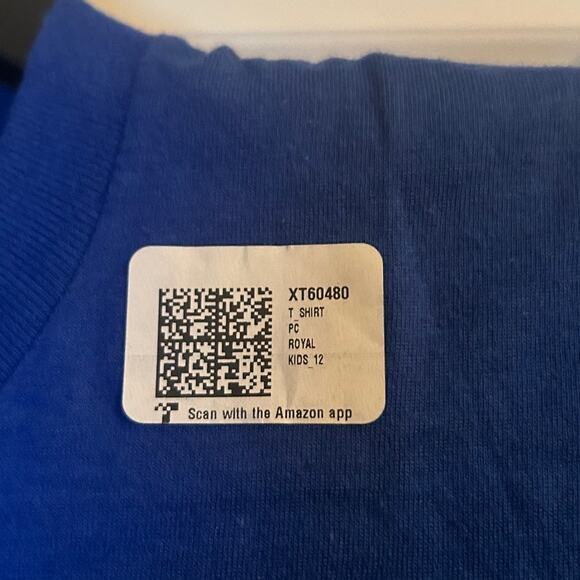 XT60480
T_SHIRT
PC
ROYAL
KIDS_12
Scan with the Amazon app